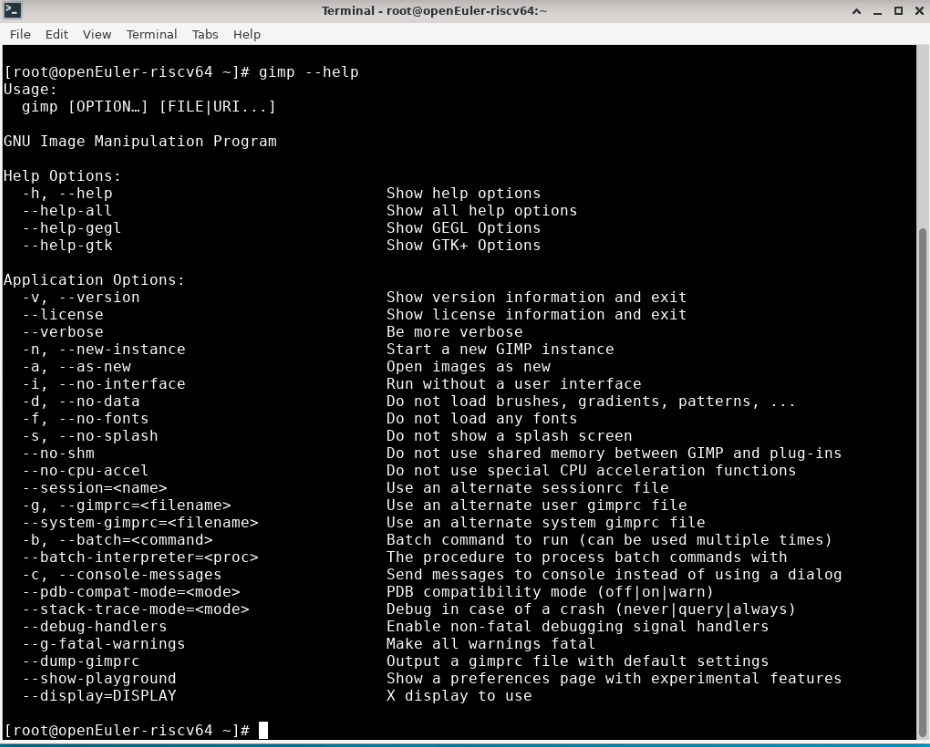 Terminal - root@openEuler-riscv64:~
File Edit View Terminal Tabs Help
[root@openEuler-riscv64 ~]# gimp --help
Usage:
  gimp [OPTION…] [FILE|URI...]

GNU Image Manipulation Program

Help Options:
  -h, --help                              Show help options
  --help-all                              Show all help options
  --help-gegl                             Show GEGL Options
  --help-gtk                              Show GTK+ Options

Application Options:
  -v, --version                           Show version information and exit
  --license                               Show license information and exit
  --verbose                               Be more verbose
  -n, --new-instance                      Start a new GIMP instance
  -a, --as-new                            Open images as new
  -i, --no-interface                      Run without a user interface
  -d, --no-data                           Do not load brushes, gradients, patterns, ...
  -f, --no-fonts                          Do not load any fonts
  -s, --no-splash                         Do not show a splash screen
  --no-shm                                Do not use shared memory between GIMP and plug-ins
  --no-cpu-accel                          Do not use special CPU acceleration functions
  --session=<name>                        Use an alternate sessionrc file
  -g, --gimprc=<filename>                 Use an alternate user gimprc file
  --system-gimprc=<filename>              Use an alternate system gimprc file
  -b, --batch=<command>                   Batch command to run (can be used multiple times)
  --batch-interpreter=<proc>              The procedure to process batch commands with
  -c, --console-messages                  Send messages to console instead of using a dialog
  --pdb-compat-mode=<mode>                PDB compatibility mode (off|on|warn)
  --stack-trace-mode=<mode>               Debug in case of a crash (never|query|always)
  --debug-handlers                        Enable non-fatal debugging signal handlers
  --g-fatal-warnings                      Make all warnings fatal
  --dump-gimprc                           Output a gimprc file with default settings
  --show-playground                       Show a preferences page with experimental features
  --display=DISPLAY                       X display to use

[root@openEuler-riscv64 ~]#